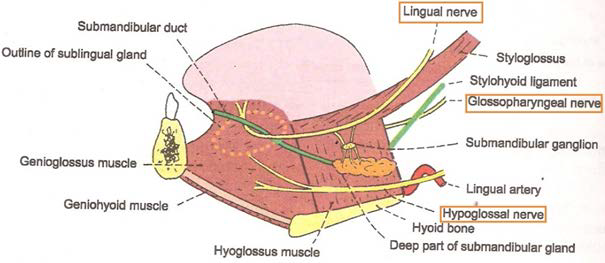 Lingual nerve
Submandibular duct
Outline of sublingual gland
Styloglossus
Stylohyoid ligament
Glossopharyngeal nerve
Submandibular ganglion
Genioglossus muscle
Lingual artery
Geniohyoid muscle
Hypoglossal nerve
Hyoid bone
Hyoglossus muscle
Deep part of submandibular gland